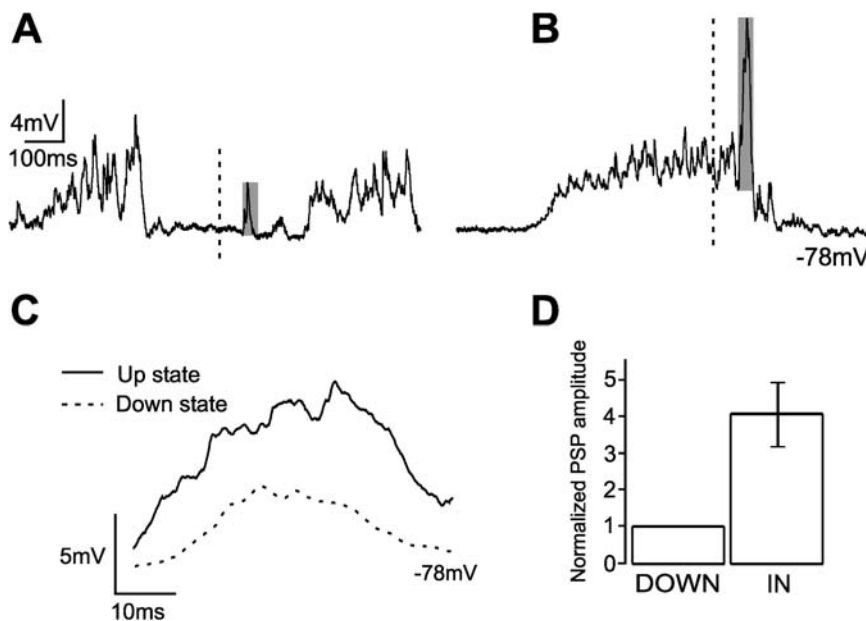 A
B
4mV
100ms
-78mV
C
D
Up state
Down state
5mV
10ms
-78mV
Normalized PSP amplitude
5
4
3
2
1
0
DOWN
IN